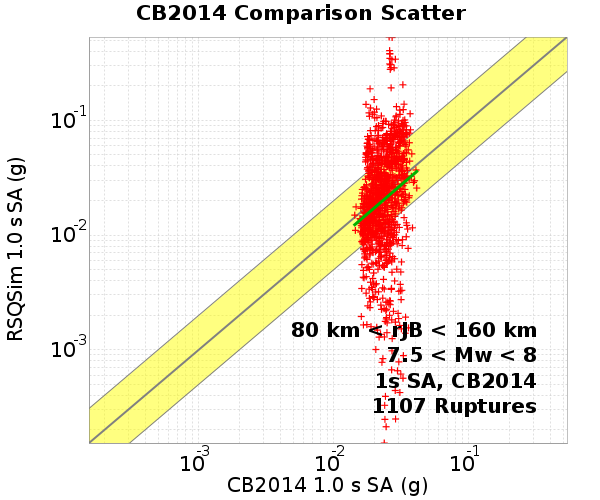 CB2014 Comparison Scatter
RSQSim 1.0 s SA (g)
10-1
10-2
10-3
80 km < rJB < 160 km
7.5 < Mw < 8
1s SA, CB2014
1107 Ruptures
10-3
10-2
10-1
CB2014 1.0 s SA (g)